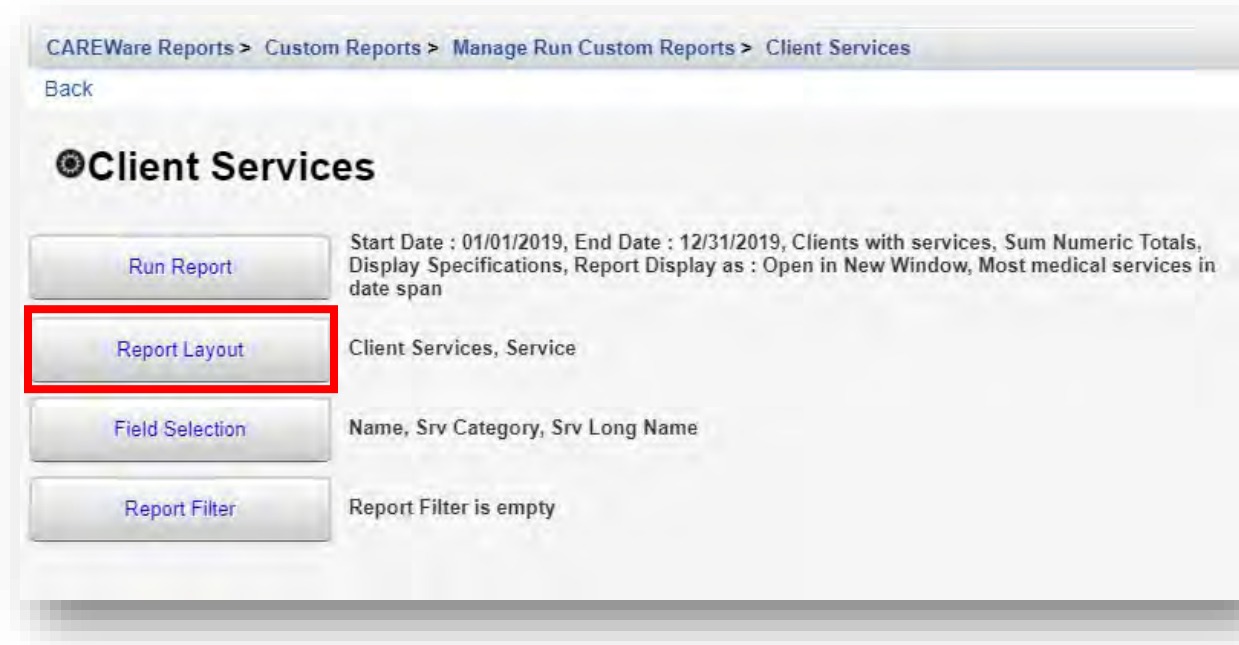 CAREWare Reports > Custom Reports > Manage Run Custom Reports > Client Services
Back
Client Services
Run Report
Start Date : 01/01/2019, End Date : 12/31/2019, Clients with services, Sum Numeric Totals,
Display Specifications, Report Display as : Open in New Window, Most medical services in
date span
Report Layout
Client Services, Service
Field Selection
Name, Srv Category, Srv Long Name
Report Filter
Report Filter is empty